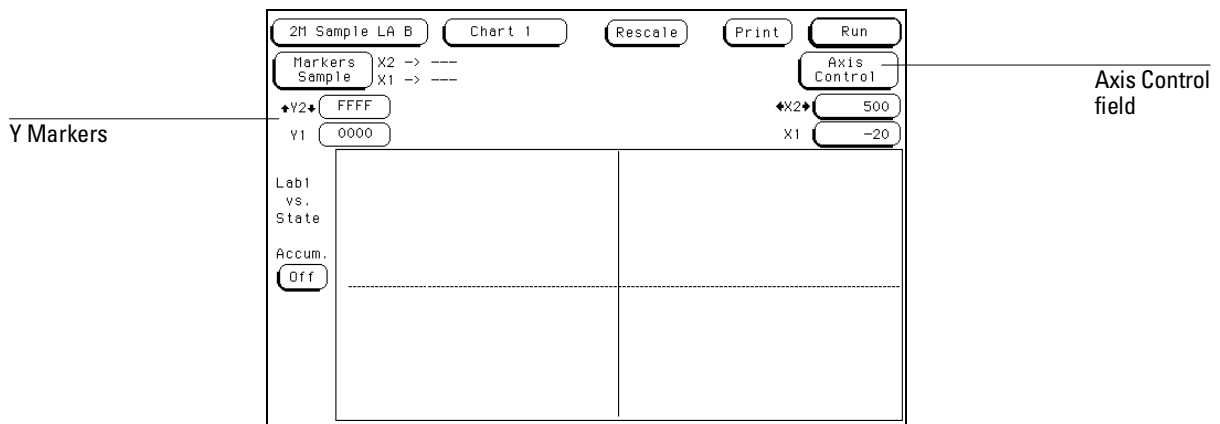 2M Sample LA B Chart 1 Rescale Print Run
Markers Sample X2 -> --- X1 -> --- Axis Control
Axis Control field
↑Y2↓ FFFF ←X2→ 500
Y Markers
Y1 0000 X1 -20
Lab1
vs.
State
Accum.
Off